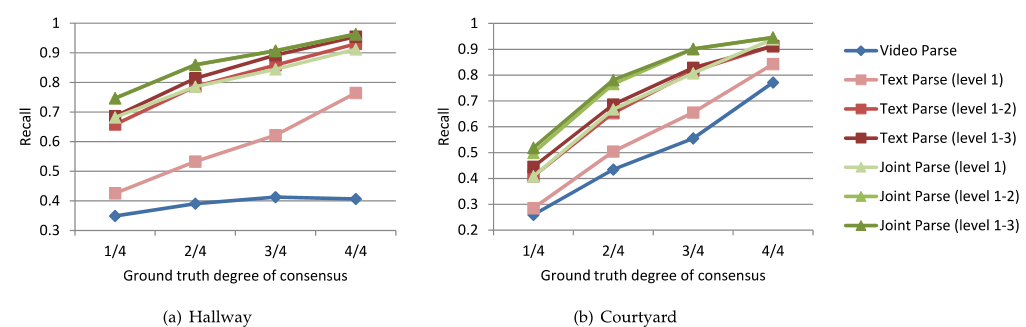 1
0.9
0.8
0.7
0.6
0.5
0.4
0.3
Recall
1/4 2/4 3/4 4/4
Ground truth degree of consensus
(a) Hallway
1
0.9
0.8
0.7
0.6
0.5
0.4
0.3
0.2
Recall
1/4 2/4 3/4 4/4
Ground truth degree of consensus
(b) Courtyard
Video Parse
Text Parse (level 1)
Text Parse (level 1-2)
Text Parse (level 1-3)
Joint Parse (level 1)
Joint Parse (level 1-2)
Joint Parse (level 1-3)